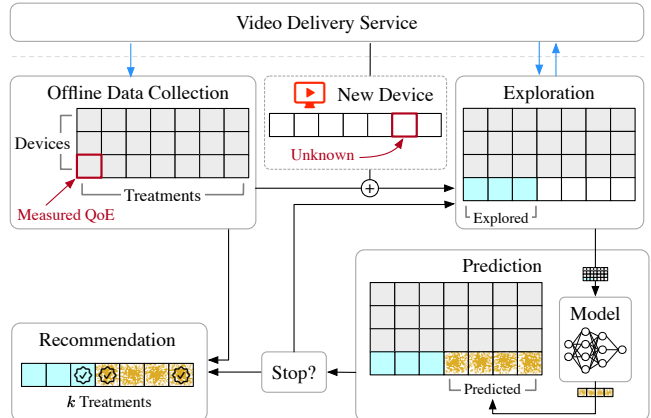 Video Delivery Service
Offline Data Collection
Devices
Treatments
Measured QoE
New Device
Unknown
Exploration
Explored
Prediction
Predicted
Model
Stop?
Recommendation
k Treatments